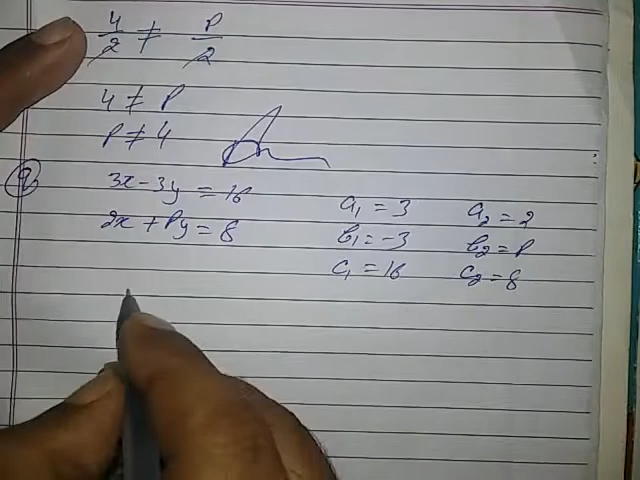 4/2 ≠ P/2
4 ≠ P
P ≠ 4
9 3x - 3y = 16 a1 = 3 a2 = 2
2x + Py = 8 b1 = -3 b2 = P
c1 = 16 c2 = 8